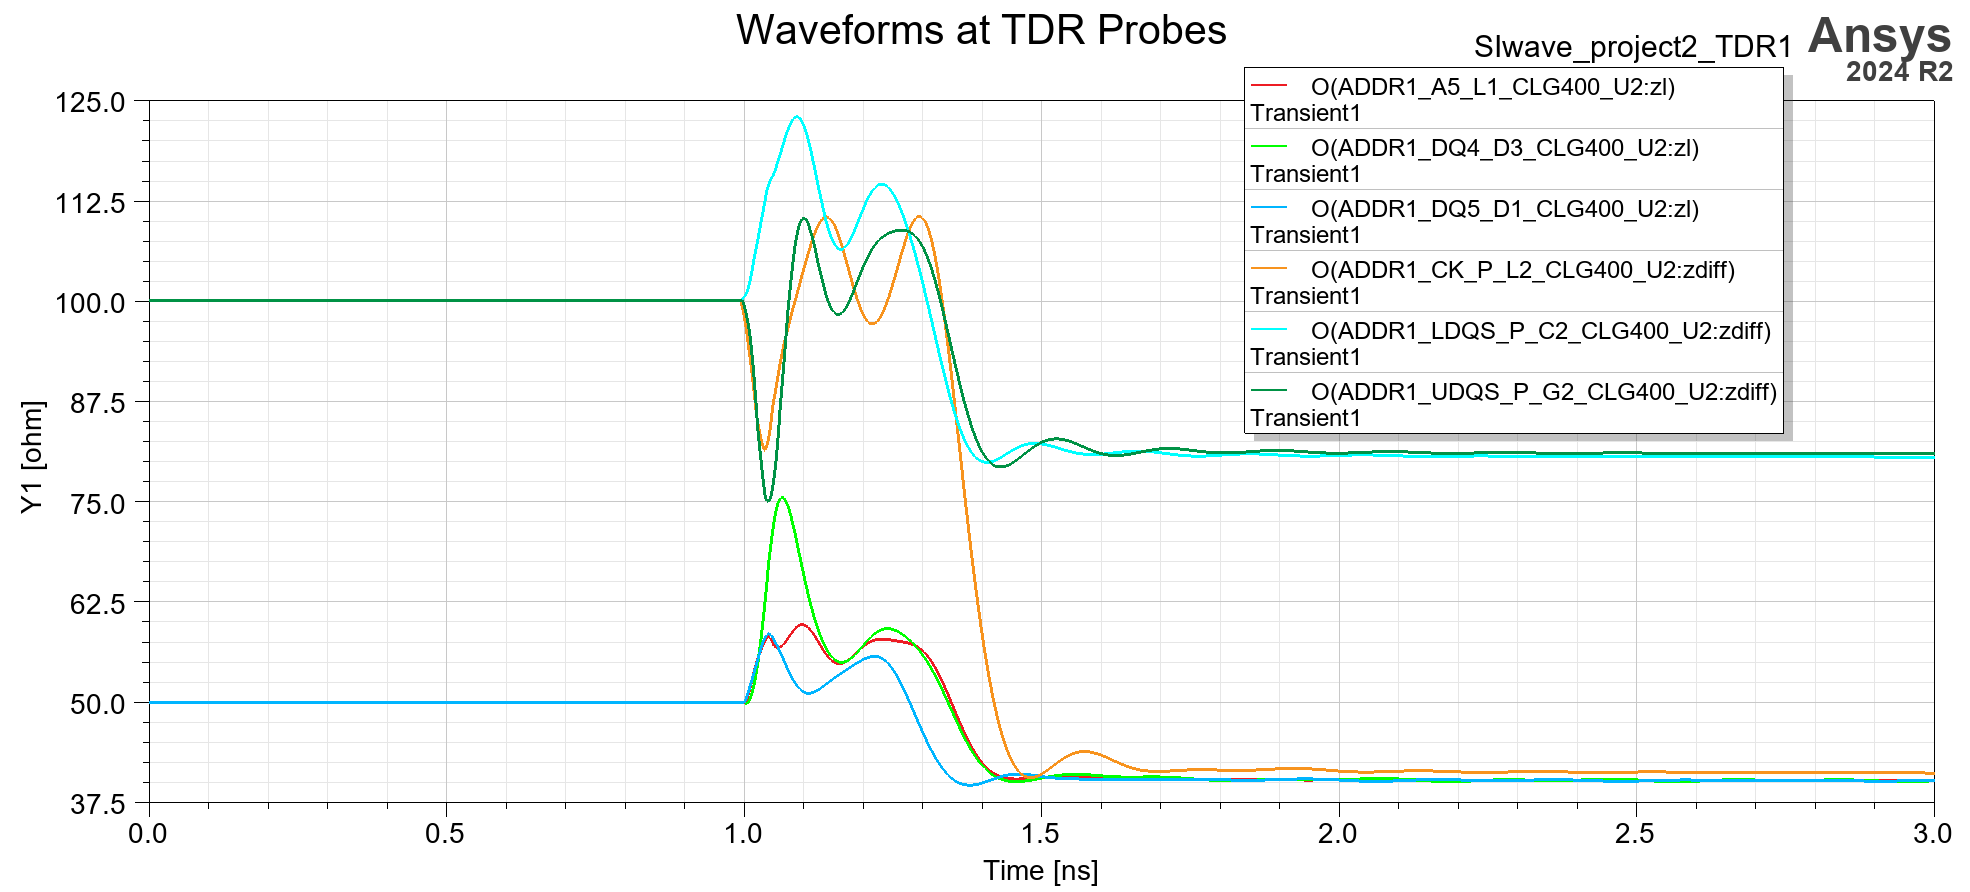 Waveforms at TDR Probes
SIwave_project2_TDR1
Ansys
2024 R2
O(ADDR1_A5_L1_CLG400_U2:zl)
Transient1
O(ADDR1_DQ4_D3_CLG400_U2:zl)
Transient1
O(ADDR1_DQ5_D1_CLG400_U2:zl)
Transient1
O(ADDR1_CK_P_L2_CLG400_U2:zdiff)
Transient1
O(ADDR1_LDQS_P_C2_CLG400_U2:zdiff)
Transient1
O(ADDR1_UDQS_P_G2_CLG400_U2:zdiff)
Transient1
125.0
112.5
100.0
87.5
75.0
62.5
50.0
37.5
Y1 [ohm]
0.0 0.5 1.0 1.5 2.0 2.5 3.0
Time [ns]